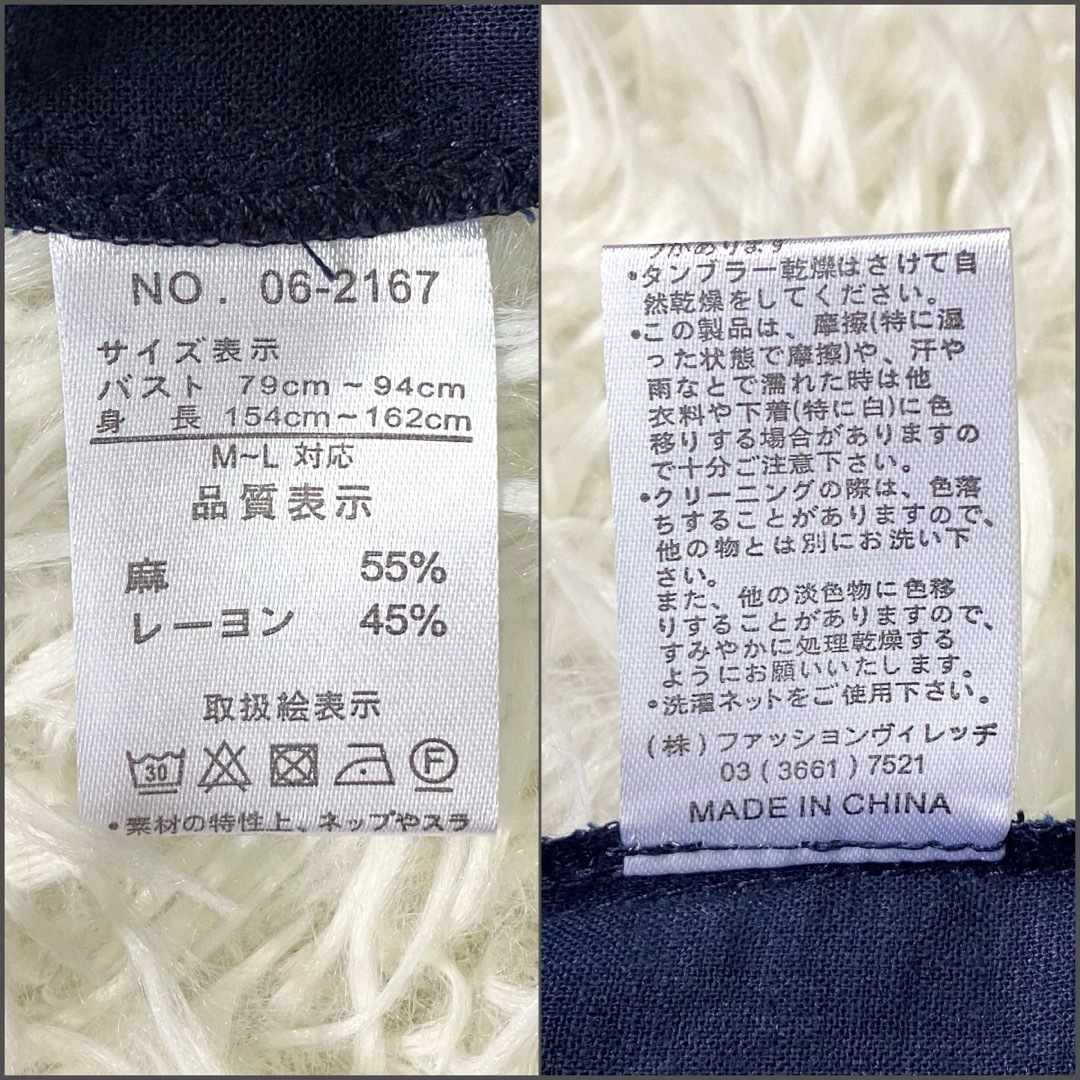 NO. 06-2167
サイズ表示
バスト 79cm~94cm
身 長 154cm~162cm
M~L 対応
品質表示
麻 55%
レーヨン 45%
取扱絵表示
30 F
・素材の特性上、ネップやスラ
•タンブラー乾燥はさけて自
然乾燥をしてください。
•この製品は、摩擦(特に湿
った状態で摩擦)や、汗や
雨なとで濡れた時は他
衣料や下着(特に白)に色
移りする場合がありますの
で十分ご注意下さい。
•クリーニングの際は、色落
ちすることがありますので、
他の物とは別にお洗い下
さい。
また、他の淡色物に色移
りすることがありますので、
すみやかに処理乾燥する
ようにお願いいたします。
•洗濯ネットをご使用下さい。
(株)ファッションヴィレッヂ
03(3661)7521
MADE IN CHINA